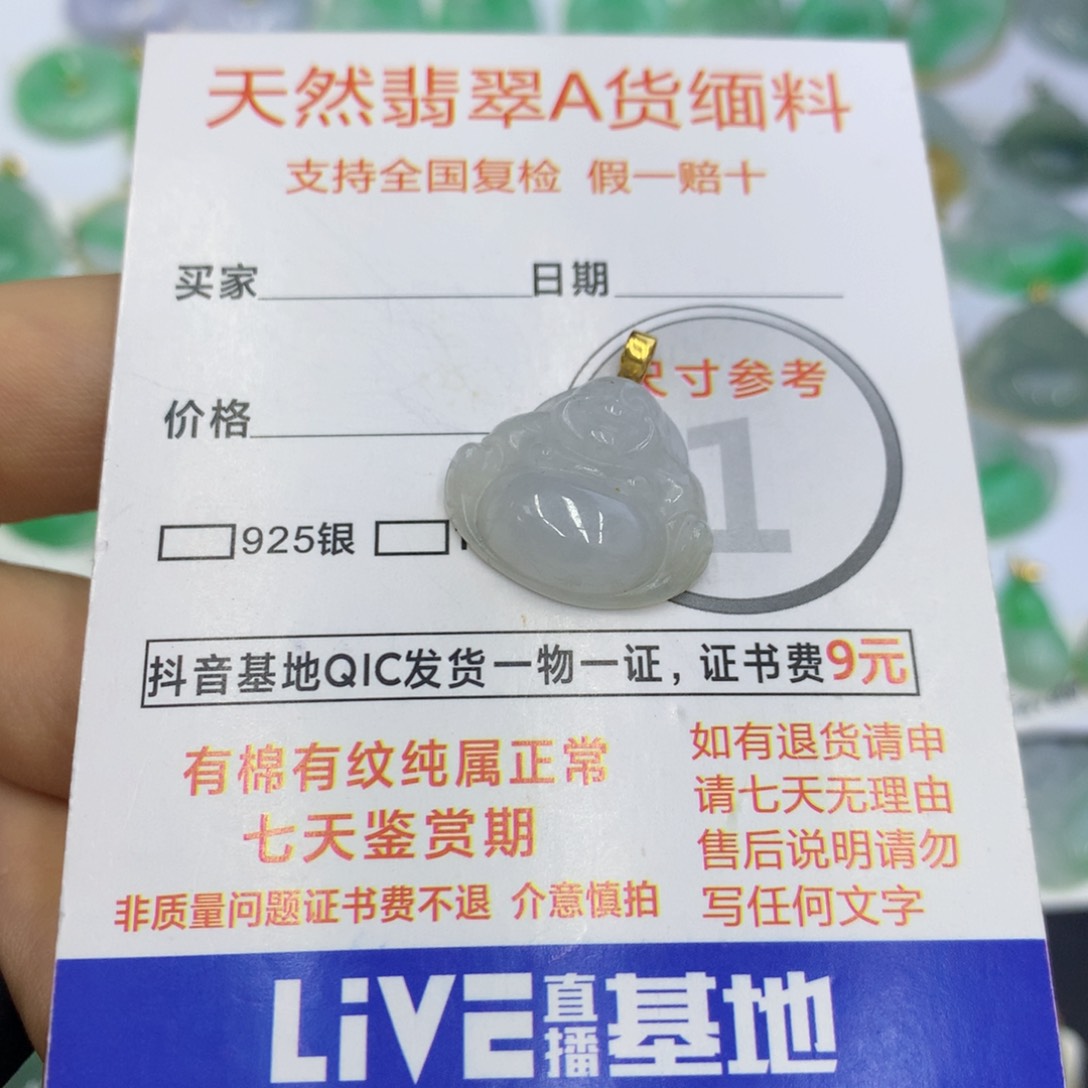 天然翡翠A货缅料
支持全国复检 假一赔十
买家 日期
尺寸参考
1
价格
925银
抖音基地QIC发货一物一证，证书费9元
有棉有纹纯属正常
七天鉴赏期
非质量问题证书费不退 介意慎拍
如有退货请申
请七天无理由
售后说明请勿
写任何文字
LiVE直播基地